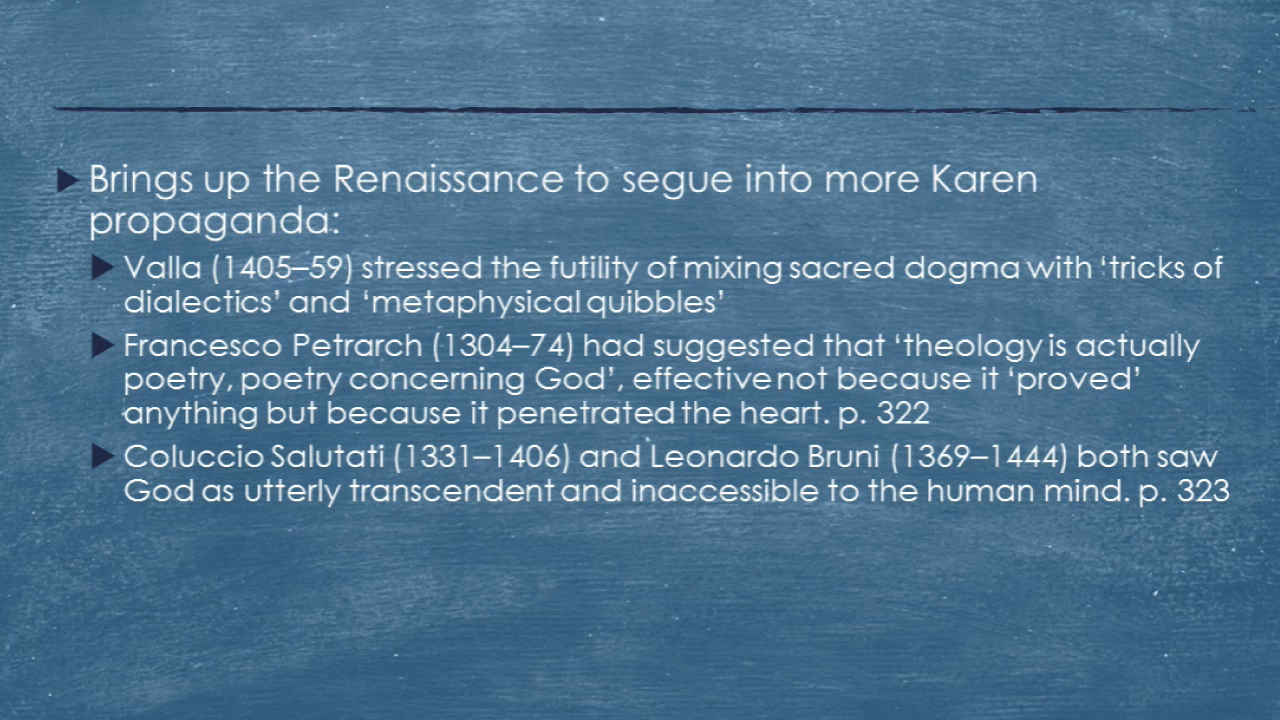 Brings up the Renaissance to segue into more Karen
propaganda:
Valla (1405–59) stressed the futility of mixing sacred dogma with ‘tricks of
dialectics’ and ‘metaphysical quibbles’
Francesco Petrarch (1304–74) had suggested that ‘theology is actually
poetry, poetry concerning God’, effective not because it ‘proved’
anything but because it penetrated the heart. p. 322
Coluccio Salutati (1331–1406) and Leonardo Bruni (1369–1444) both saw
God as utterly transcendent and inaccessible to the human mind. p. 323